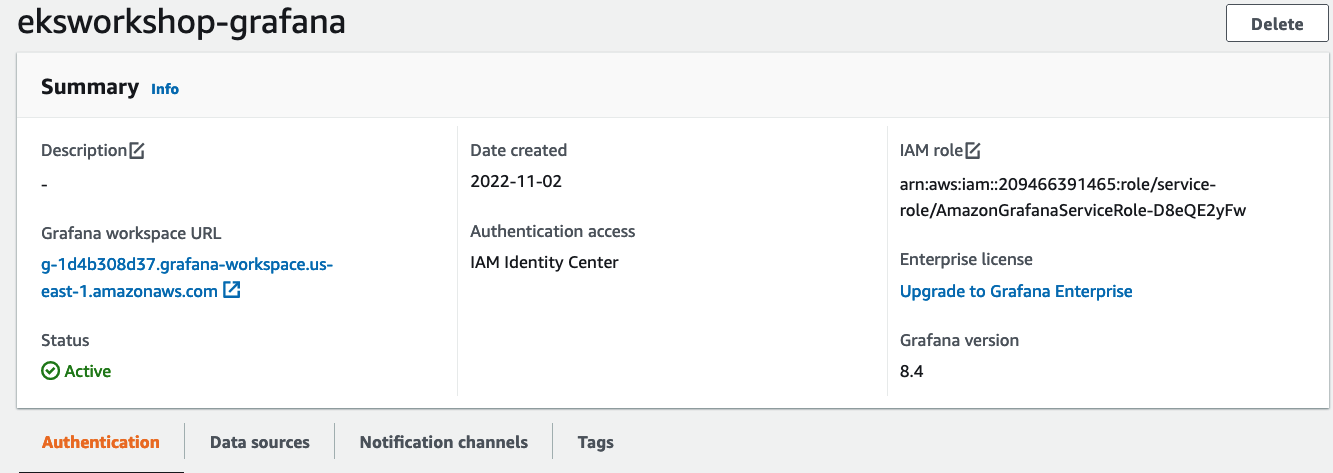 eksworkshop-grafana
Delete
Summary Info
Description
-
Grafana workspace URL
g-1d4b308d37.grafana-workspace.us-
east-1.amazonaws.com
Status
Active
Date created
2022-11-02
Authentication access
IAM Identity Center
IAM role
arn:aws:iam::209466391465:role/service-
role/AmazonGrafanaServiceRole-D8eQE2yFw
Enterprise license
Upgrade to Grafana Enterprise
Grafana version
8.4
Authentication
Data sources
Notification channels
Tags